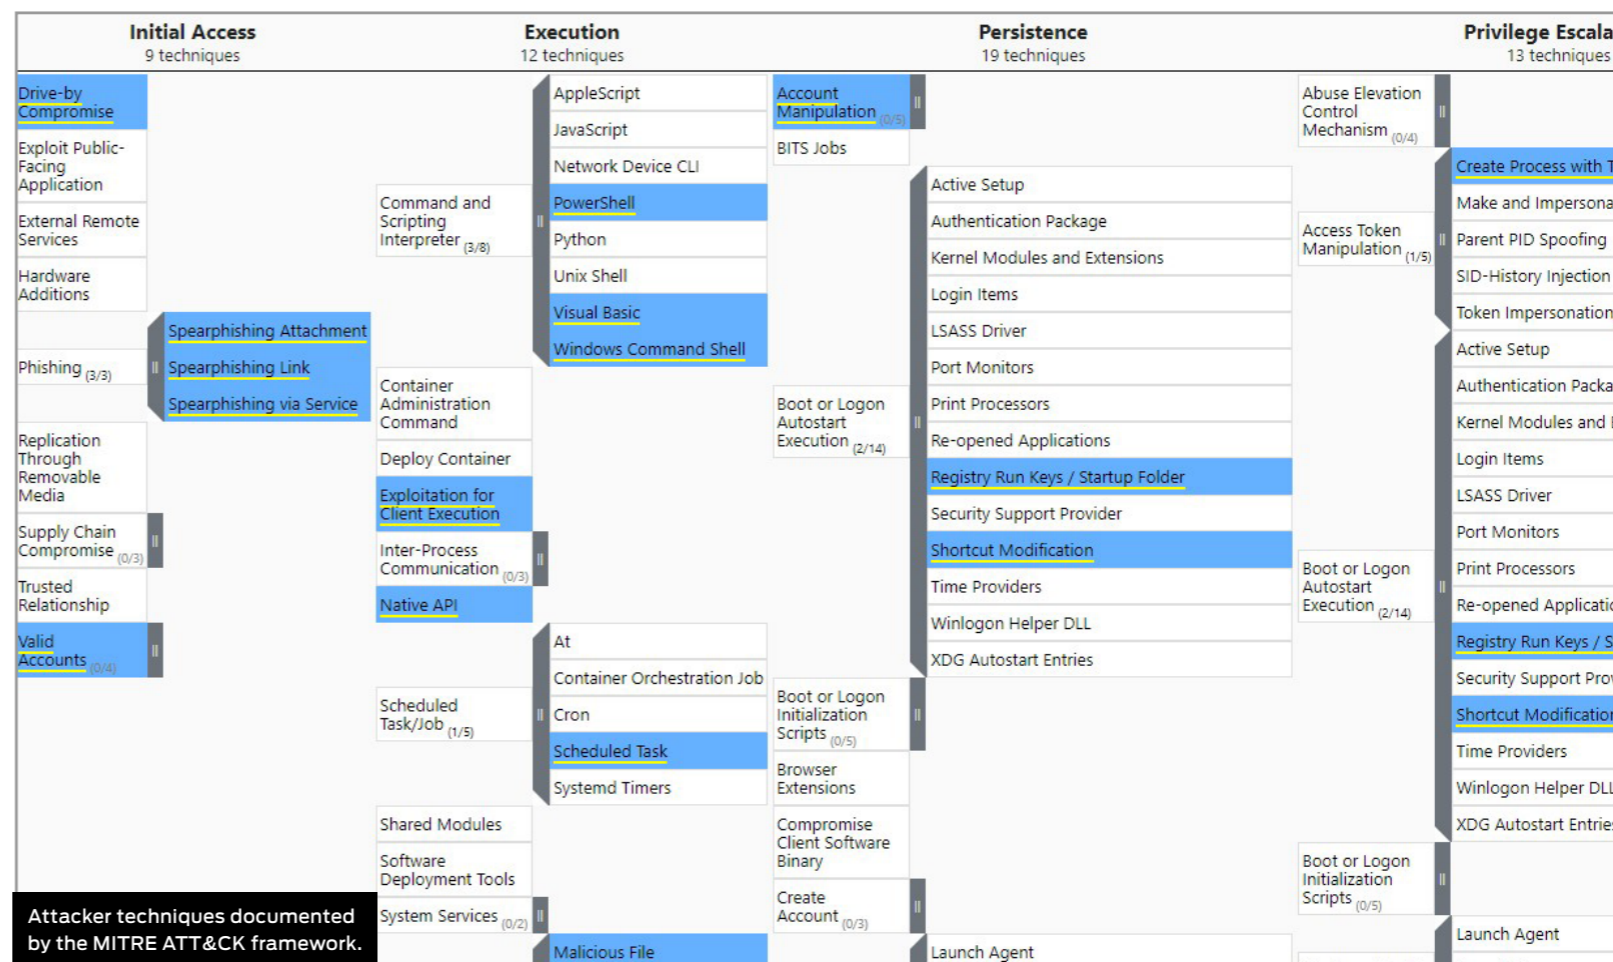 Initial Access
9 techniques
Drive-by
Compromise
Exploit Public-
Facing
Application
External Remote
Services
Hardware
Additions
Phishing (3/3)
Spearphishing Attachment
Spearphishing Link
Spearphishing via Service
Replication
Through
Removable
Media
Supply Chain
Compromise (0/3)
Trusted
Relationship
Valid
Accounts (0/4)
Execution
12 techniques
Command and
Scripting
Interpreter (3/8)
AppleScript
JavaScript
Network Device CLI
PowerShell
Python
Unix Shell
Visual Basic
Windows Command Shell
Container
Administration
Command
Deploy Container
Exploitation for
Client Execution
Inter-Process
Communication (0/3)
Native API
Scheduled
Task/Job (1/5)
At
Container Orchestration Job
Cron
Scheduled Task
Systemd Timers
Shared Modules
Software
Deployment Tools
System Services (0/2)
Malicious File
Persistence
19 techniques
Account
Manipulation (0/5)
BITS Jobs
Boot or Logon
Autostart
Execution (2/14)
Active Setup
Authentication Package
Kernel Modules and Extensions
Login Items
LSASS Driver
Port Monitors
Print Processors
Re-opened Applications
Registry Run Keys / Startup Folder
Security Support Provider
Shortcut Modification
Time Providers
Winlogon Helper DLL
XDG Autostart Entries
Boot or Logon
Initialization
Scripts (0/5)
Browser
Extensions
Compromise
Client Software
Binary
Create
Account (0/3)
Launch Agent
Privilege Escala
13 techniques
Abuse Elevation
Control
Mechanism (0/4)
Access Token
Manipulation (1/5)
Create Process with T
Make and Impersona
Parent PID Spoofing
SID-History Injection
Token Impersonation
Boot or Logon
Autostart
Execution (2/14)
Active Setup
Authentication Packa
Kernel Modules and E
Login Items
LSASS Driver
Port Monitors
Print Processors
Re-opened Applicatio
Registry Run Keys / S
Security Support Prov
Shortcut Modification
Time Providers
Winlogon Helper DLL
XDG Autostart Entries
Boot or Logon
Initialization
Scripts (0/5)
Launch Agent
Attacker techniques documented
by the MITRE ATT&CK framework.